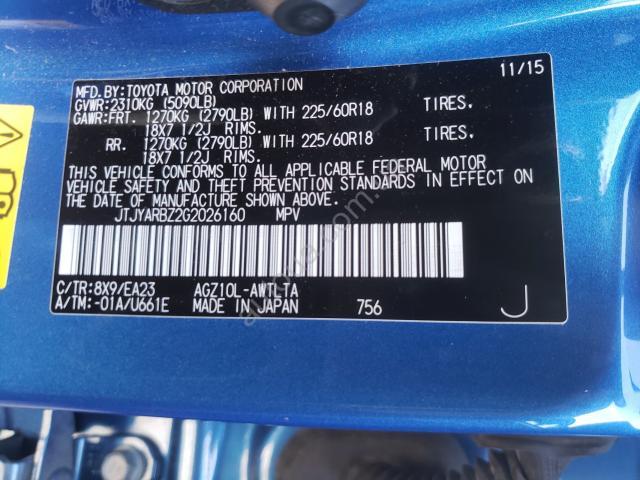 11/15
MFD.BY:TOYOTA MOTOR CORPORATION
GVWR:2310KG (5090LB)
GAWR:FRT. 1270KG (2790LB) WITH 225/60R18 TIRES.
18X7 1/2J RIMS.
RR. 1270KG (2790LB) WITH 225/60R18 TIRES.
18X7 1/2J RIMS.
THIS VEHICLE CONFORMS TO ALL APPLICABLE FEDERAL MOTOR
VEHICLE SAFETY AND THEFT PREVENTION STANDARDS IN EFFECT ON
THE DATE OF MANUFACTURE SHOWN ABOVE.
JTJYARBZ2G2026160 MPV
C/TR:8X9/EA23 AGZ10L-AWTLTA
A/TM:-01A/U661E MADE IN JAPAN 756 J